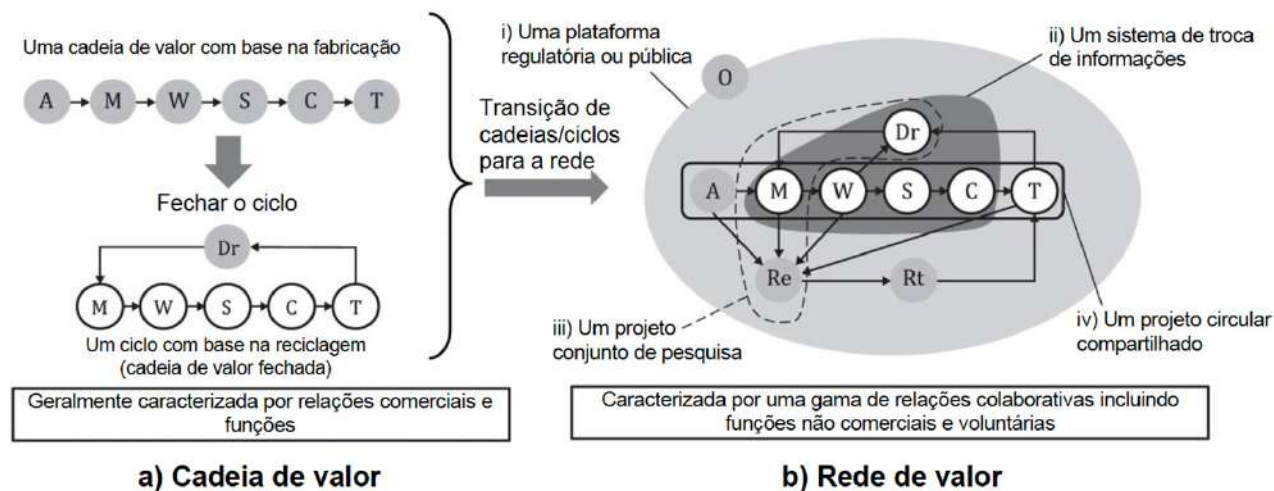 Uma cadeia de valor com base na fabricação
A M W S C T
Fechar o ciclo
Dr
M W S C T
Um ciclo com base na reciclagem
(cadeia de valor fechada)
Geralmente caracterizada por relações comerciais e
funções
a) Cadeia de valor
Transição de
cadeias/ciclos
para a rede
i) Uma plataforma
regulatória ou pública
ii) Um sistema de troca
de informações
O
Dr
A M W S C T
Re Rt
iii) Um projeto
conjunto de pesquisa
iv) Um projeto circular
compartilhado
Caracterizada por uma gama de relações colaborativas incluindo
funções não comerciais e voluntárias
b) Rede de valor